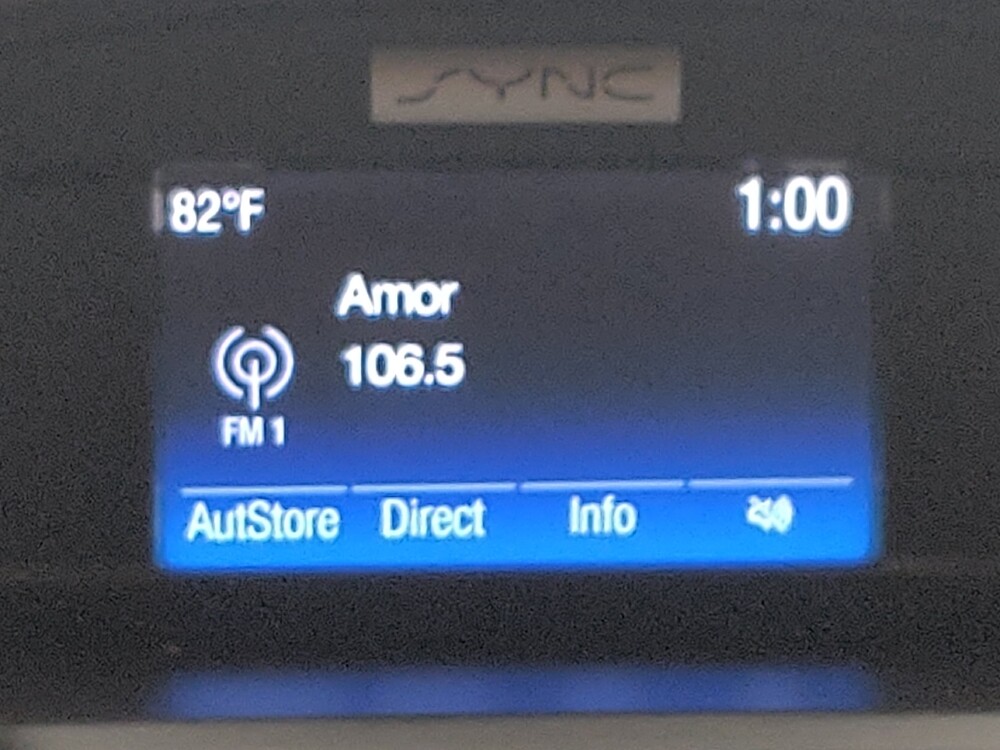 SYNC
82°F 1:00
Amor
106.5
FM 1
AutStore Direct Info